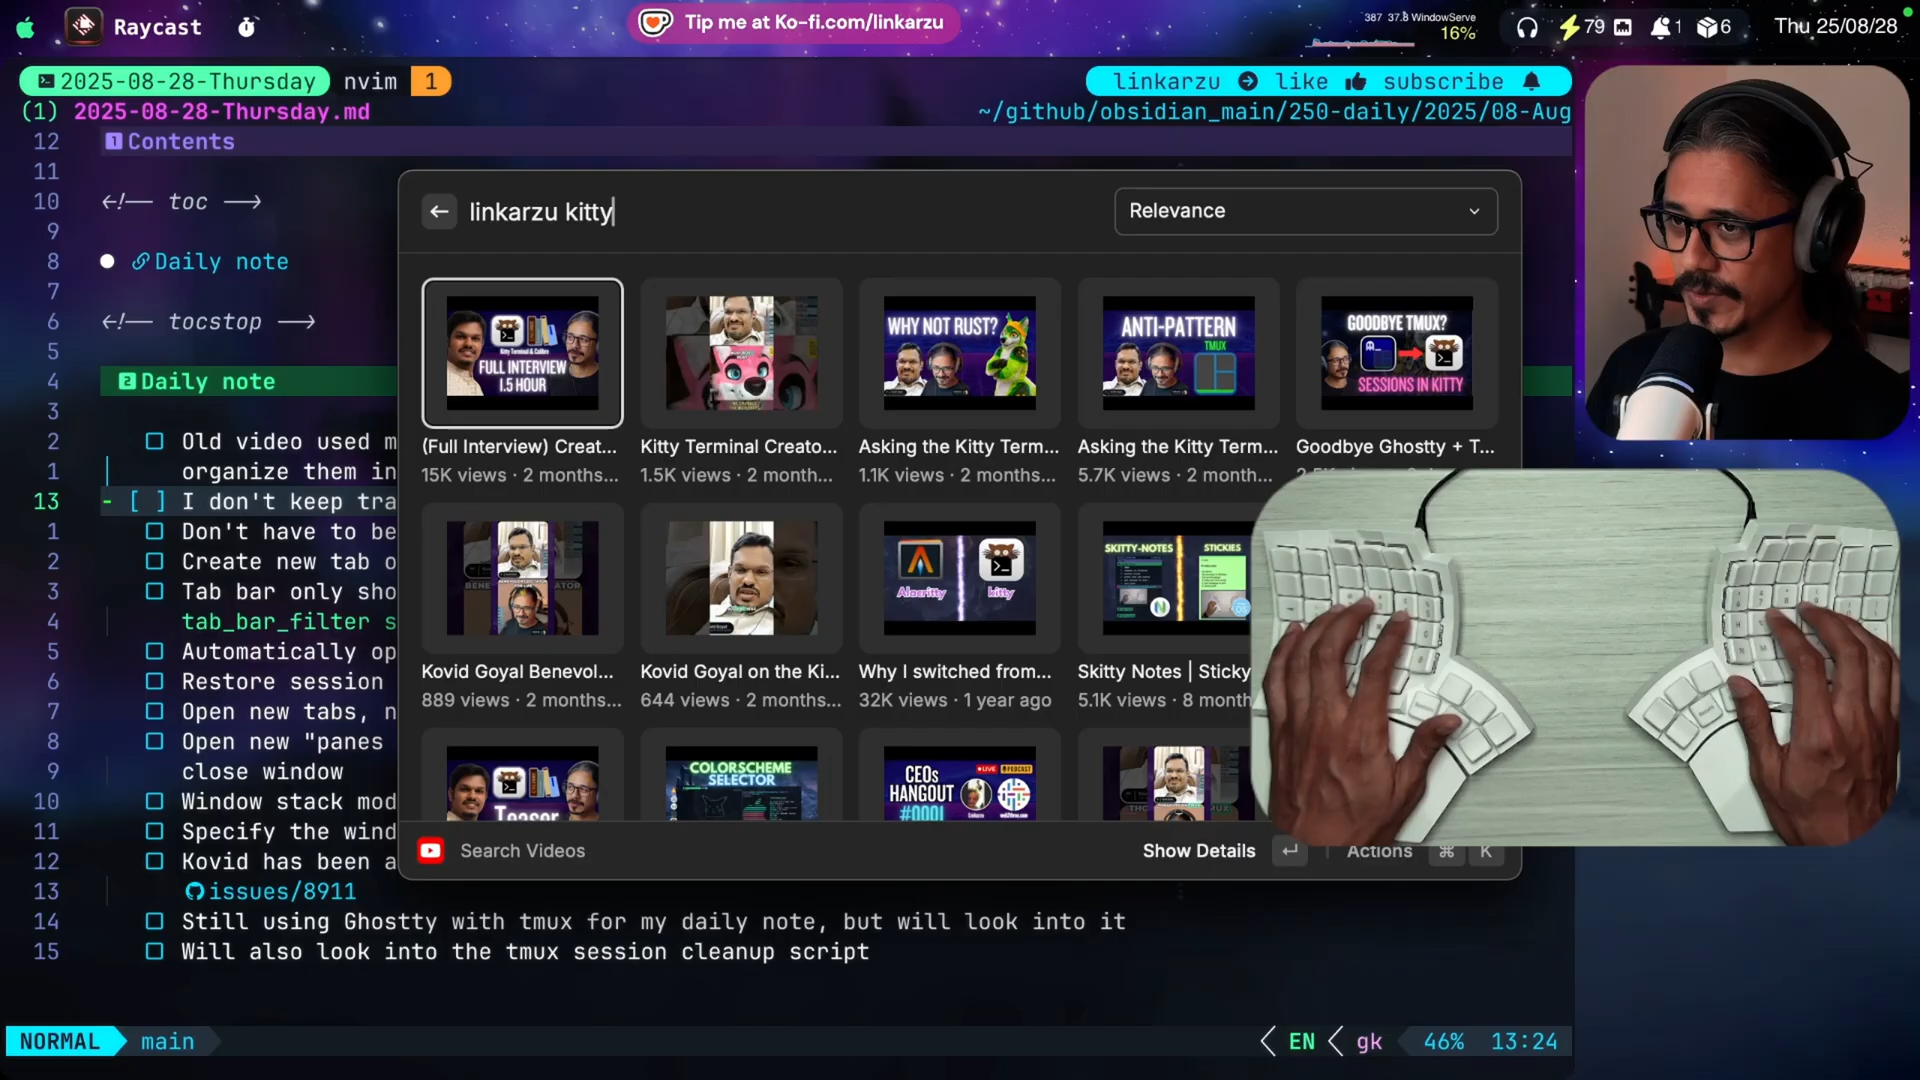 Raycast
Tip me at Ko-fi.com/linkarzu
387 37.8 WindowServe
16%
79
1
6
Thu 25/08/28
2025-08-28-Thursday nvim 1
linkarzu like subscribe
(1) 2025-08-28-Thursday.md
~/github/obsidian_main/250-daily/2025/08-Aug
12 1 Contents
11
10 <!-- toc -->
9
8 Daily note
7
6 <!-- tocstop -->
5
4 2 Daily note
3
2 Old video used m
1 organize them in
13 - [ ] I don't keep tra
1 Don't have to be
2 Create new tab o
3 Tab bar only sho
4 tab_bar_filter s
5 Automatically op
6 Restore session
7 Open new tabs, n
8 Open new "panes
9 close window
10 Window stack mod
11 Specify the wind
12 Kovid has been a
13 issues/8911
14 Still using Ghostty with tmux for my daily note, but will look into it
15 Will also look into the tmux session cleanup script
linkarzu kitty
Relevance
Kitty Terminal & Calibre
FULL INTERVIEW
1.5 HOUR
WHY NOT RUST?
ANTI-PATTERN
TMUX
GOODBYE TMUX?
SESSIONS IN KITTY
(Full Interview) Creat...
Kitty Terminal Creato...
Asking the Kitty Term...
Asking the Kitty Term...
Goodbye Ghostty + T...
15K views · 2 months...
1.5K views · 2 months...
1.1K views · 2 months...
5.7K views · 2 months...
Alacritty
kitty
SKITTY-NOTES
STICKIES
Kovid Goyal Benevol...
Kovid Goyal on the Ki...
Why I switched from...
Skitty Notes | Sticky
889 views · 2 months...
644 views · 2 months...
32K views · 1 year ago
5.1K views · 8 month
Teaser
COLORSCHEME
SELECTOR
CEOs
HANGOUT
#0001
LIVE
PODCAST
Search Videos
Show Details
Actions
K
NORMAL main
EN gk 46% 13:24